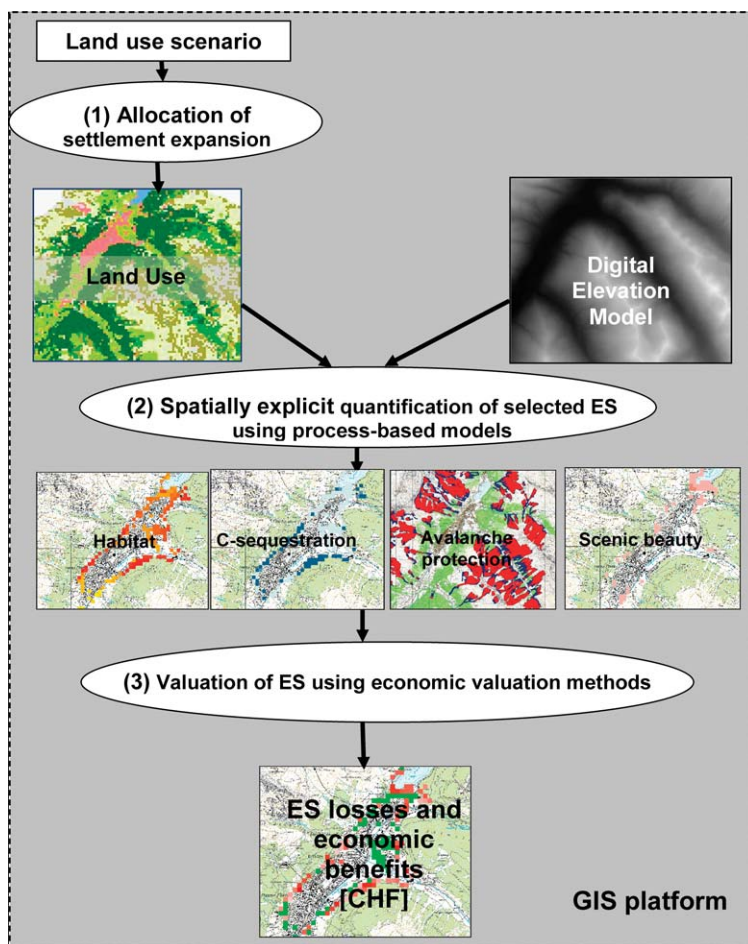 Land use scenario
(1) Allocation of
settlement expansion
Land Use
Digital
Elevation
Model
(2) Spatially explicit quantification of selected ES
using process-based models
Habitat
C-sequestration
Avalanche
protection
Scenic beauty
(3) Valuation of ES using economic valuation methods
ES losses and
economic
benefits
[CHF]
GIS platform